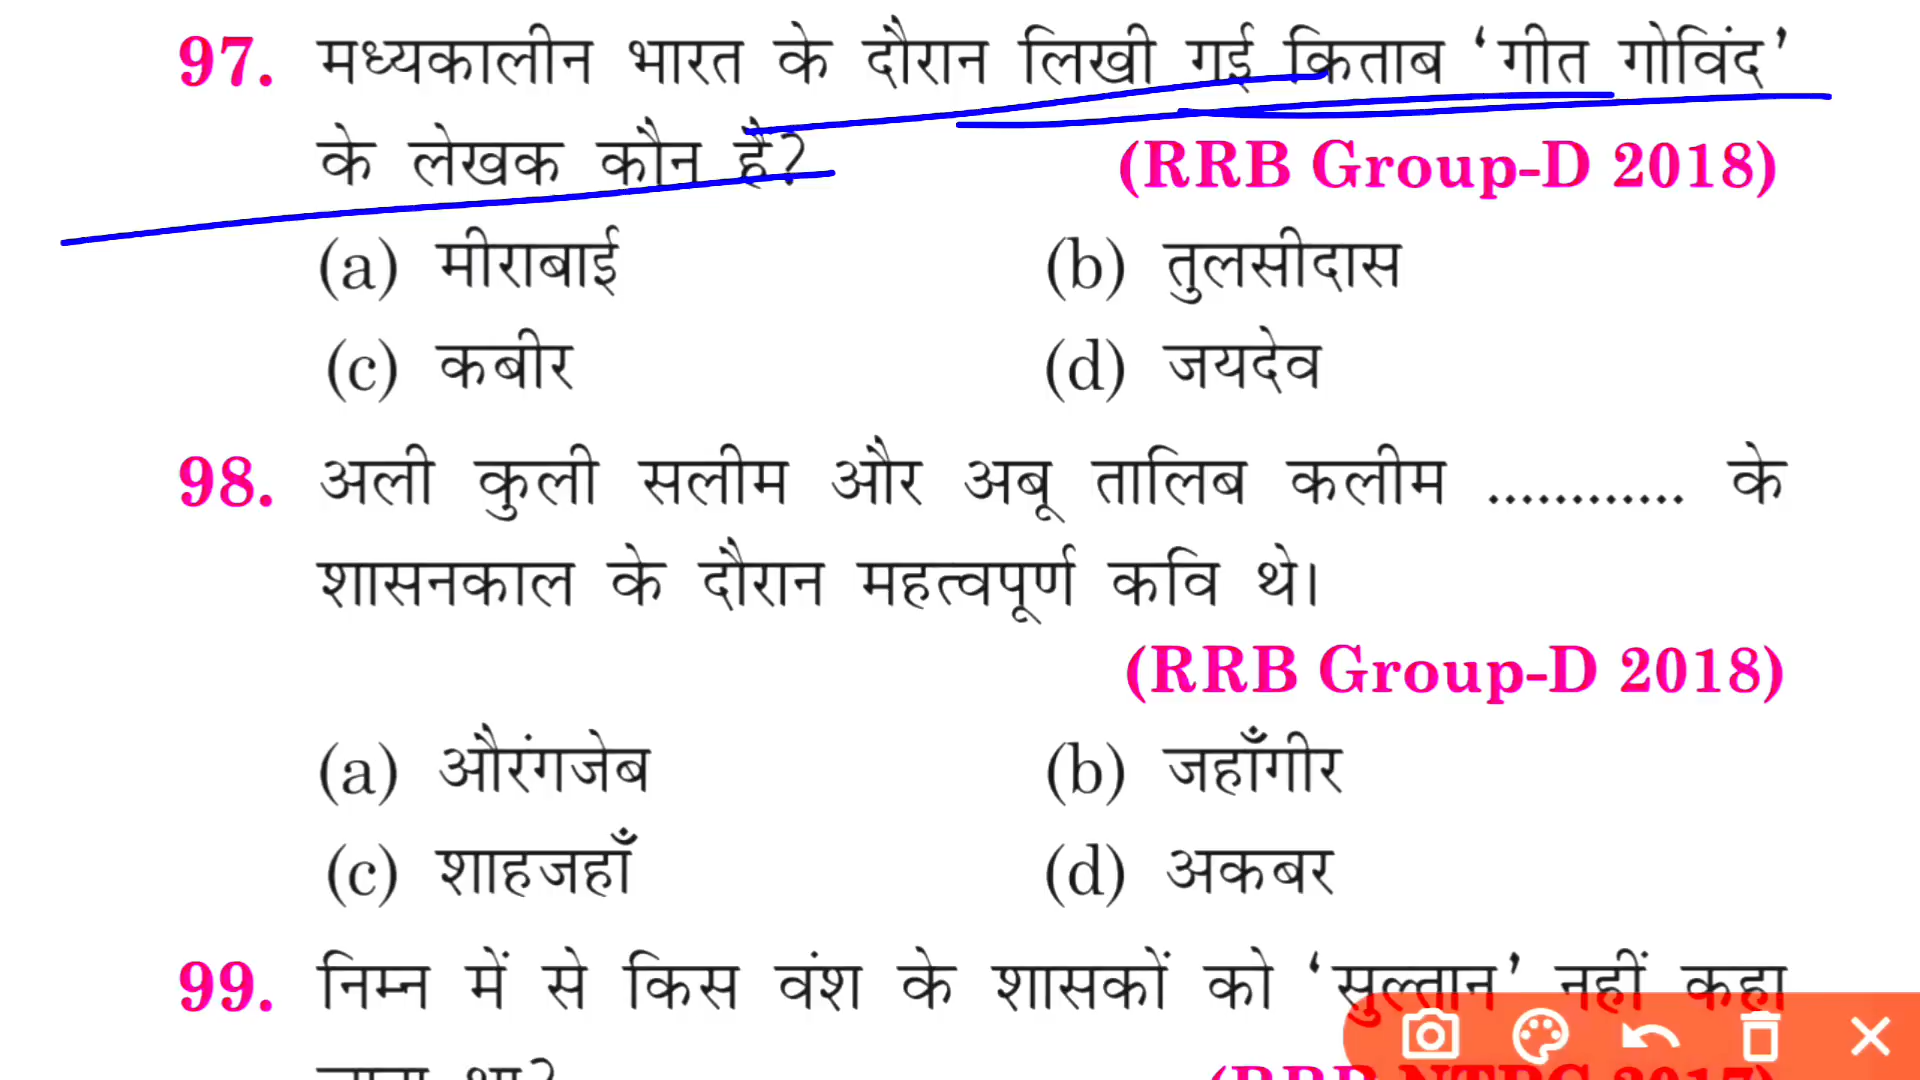 97. मध्यकालीन भारत के दौरान लिखी गई किताब ‘गीत गोविंद’
के लेखक कौन हैं? (RRB Group-D 2018)
(a) मीराबाई (b) तुलसीदास
(c) कबीर (d) जयदेव
98. अली कुली सलीम और अबू तालिब कलीम ............ के
शासनकाल के दौरान महत्वपूर्ण कवि थे।
(RRB Group-D 2018)
(a) औरंगजेब (b) जहाँगीर
(c) शाहजहाँ (d) अकबर
99. निम्न में से किस वंश के शासकों को ‘सुल्तान’ नहीं कहा